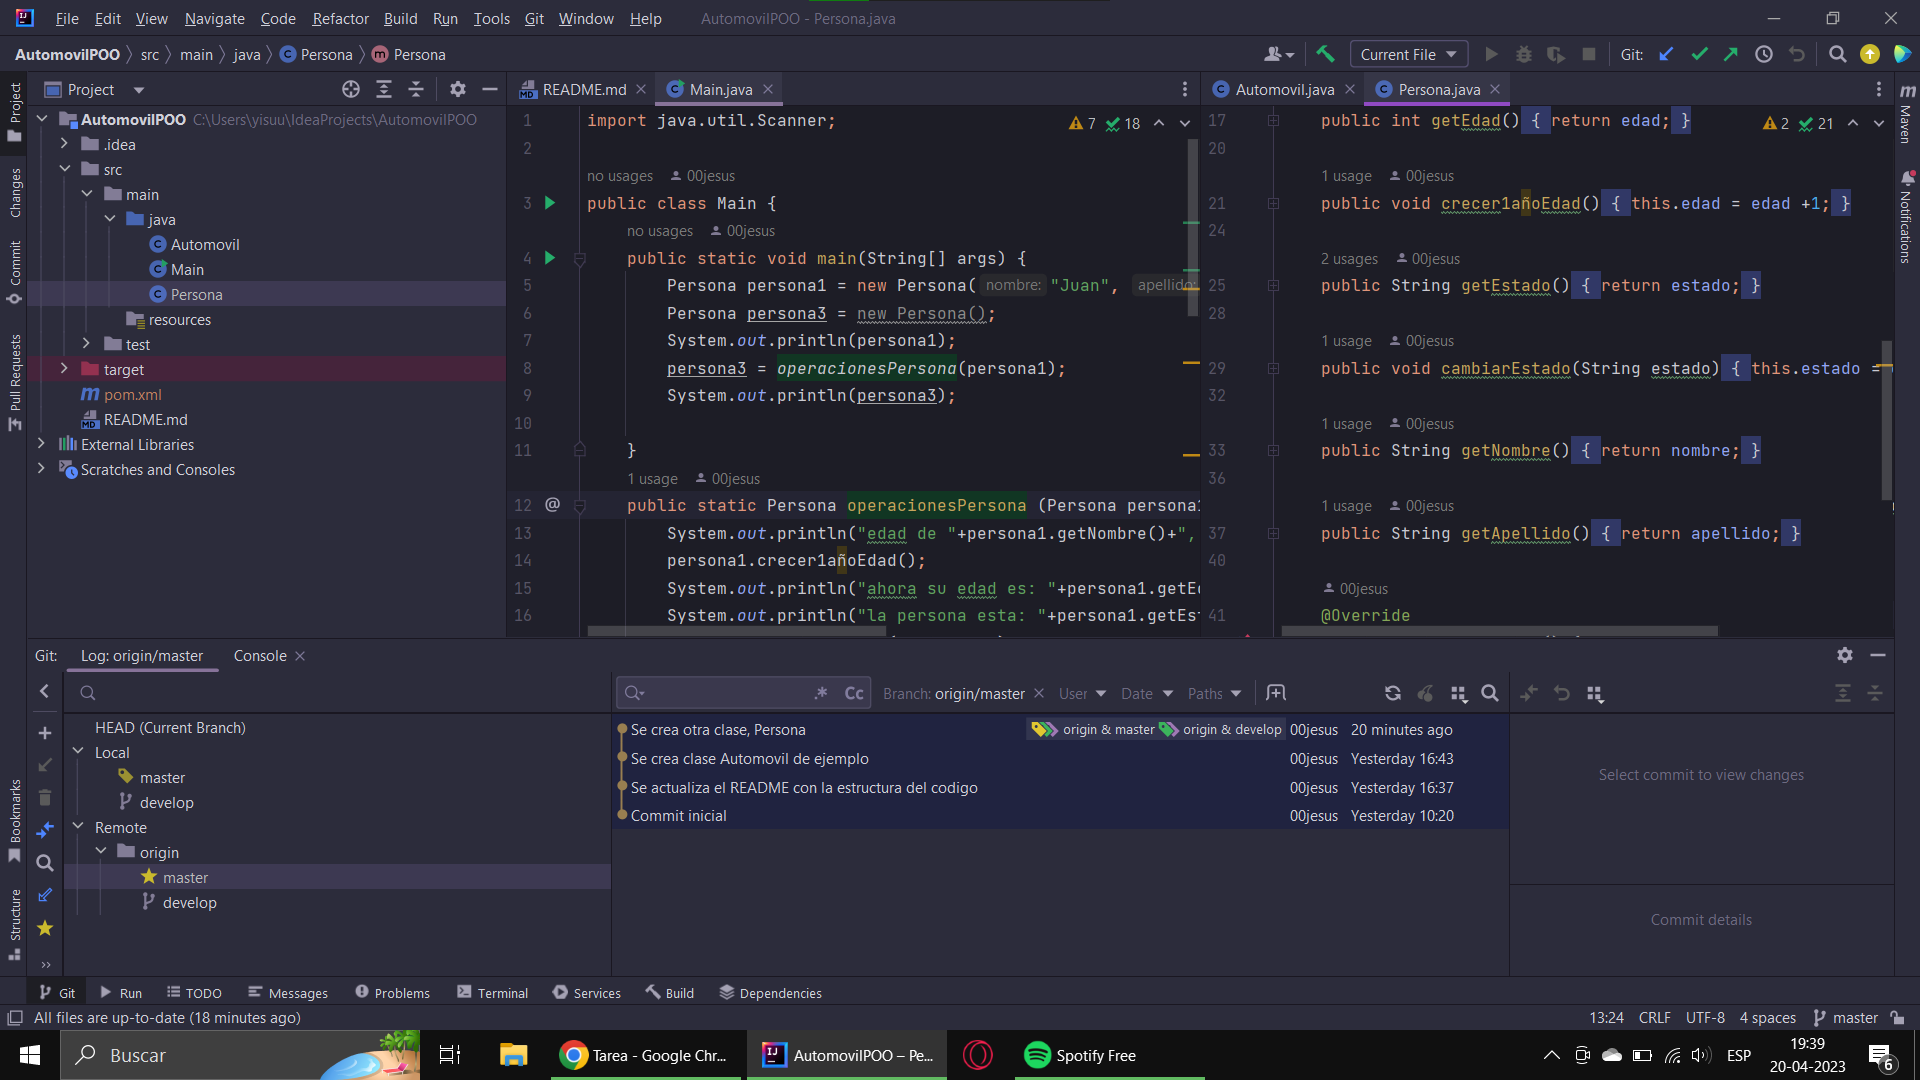 File Edit View Navigate Code Refactor Build Run Tools Git Window Help AutomovilPOO - Persona.java
AutomovilPOO src main java Persona Persona
Current File Git:
Project
README.md Main.java
Automovil.java Persona.java
AutomovilPOO C:\Users\yisuu\IdeaProjects\AutomovilPOO
.idea
src
main
java
Automovil
Main
Persona
resources
test
target
pom.xml
README.md
External Libraries
Scratches and Consoles
Project
Changes
Commit
Pull Requests
Bookmarks
Structure
7 18
1 import java.util.Scanner;
2
no usages 00jesus
3 public class Main {
no usages 00jesus
4 public static void main(String[] args) {
5 Persona persona1 = new Persona( nombre: "Juan", apellido:
6 Persona persona3 = new Persona();
7 System.out.println(persona1);
8 persona3 = operacionesPersona(persona1);
9 System.out.println(persona3);
10
11 }
1 usage 00jesus
12 @ public static Persona operacionesPersona (Persona persona1
13 System.out.println("edad de "+persona1.getNombre()+",
14 persona1.crecer1añoEdad();
15 System.out.println("ahora su edad es: "+persona1.getEd
16 System.out.println("la persona esta: "+persona1.getEst
2 21
17 public int getEdad() { return edad; }
20
1 usage 00jesus
21 public void crecer1añoEdad() { this.edad = edad +1; }
24
2 usages 00jesus
25 public String getEstado() { return estado; }
28
1 usage 00jesus
29 public void cambiarEstado(String estado) { this.estado =
32
1 usage 00jesus
33 public String getNombre() { return nombre; }
36
1 usage 00jesus
37 public String getApellido() { return apellido; }
40
00jesus
41 @Override
Maven
Notifications
Git: Log: origin/master Console
Cc Branch: origin/master User Date Paths
HEAD (Current Branch)
Local
master
develop
Remote
origin
master
develop
Se crea otra clase, Persona origin & master origin & develop 00jesus 20 minutes ago
Se crea clase Automovil de ejemplo 00jesus Yesterday 16:43
Se actualiza el README con la estructura del codigo 00jesus Yesterday 16:37
Commit inicial 00jesus Yesterday 10:20
Select commit to view changes
Commit details
Git Run TODO Messages Problems Terminal Services Build Dependencies
All files are up-to-date (18 minutes ago) 13:24 CRLF UTF-8 4 spaces master
Buscar
Tarea - Google Chr...
AutomovilPOO – Pe...
Spotify Free
ESP
19:39
20-04-2023
6